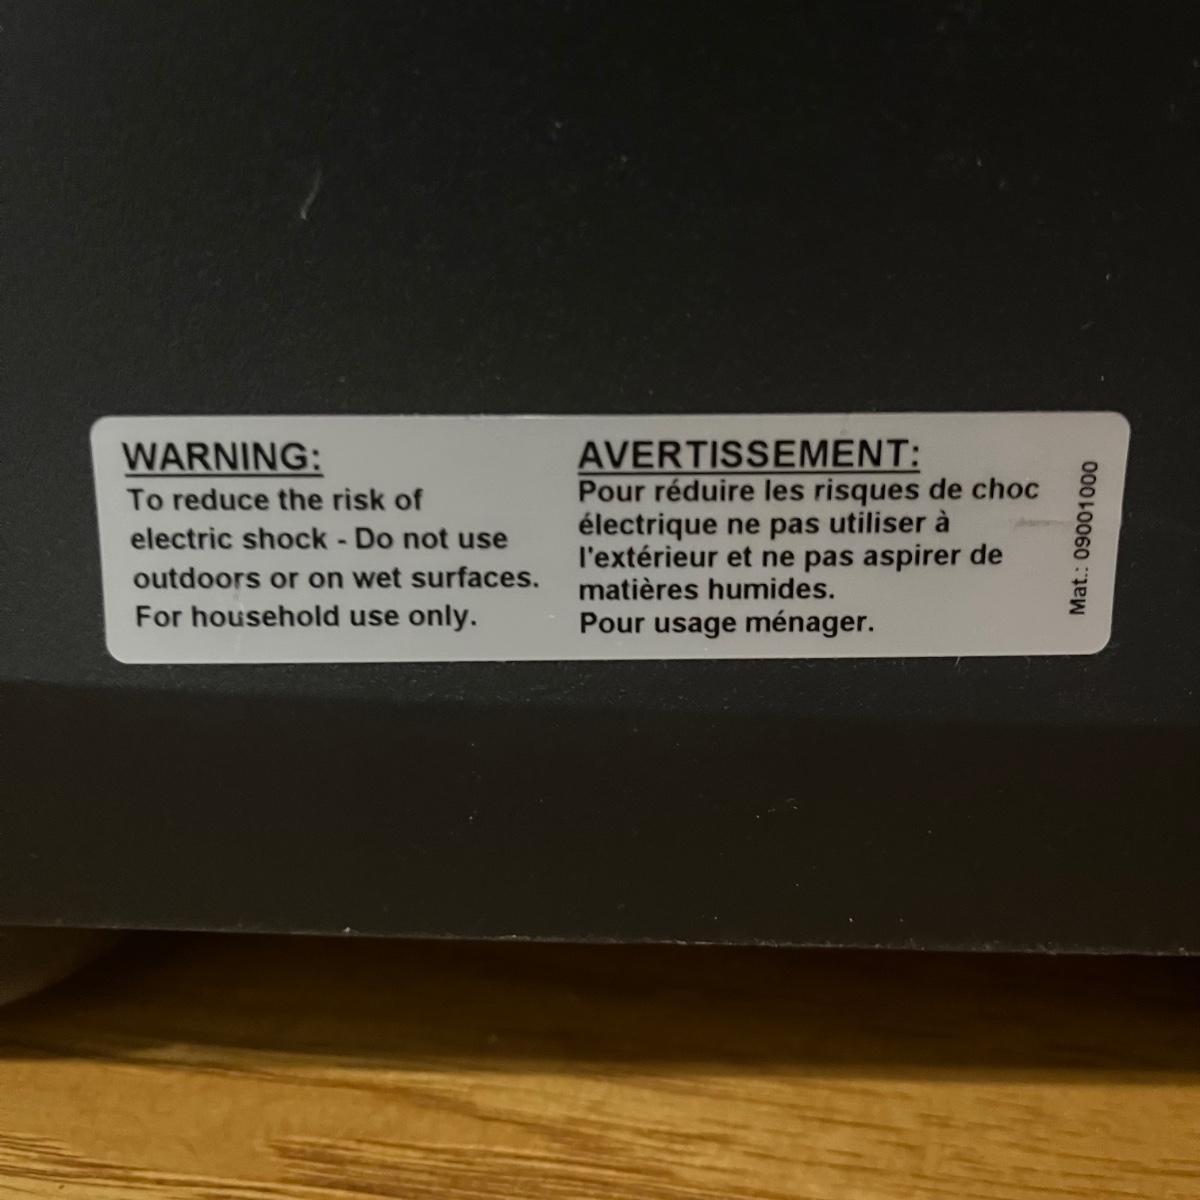 WARNING:
To reduce the risk of
electric shock - Do not use
outdoors or on wet surfaces.
For household use only.
AVERTISSEMENT:
Pour réduire les risques de choc
électrique ne pas utiliser à
l'extérieur et ne pas aspirer de
matières humides.
Pour usage ménager.
Mat.: 09001000